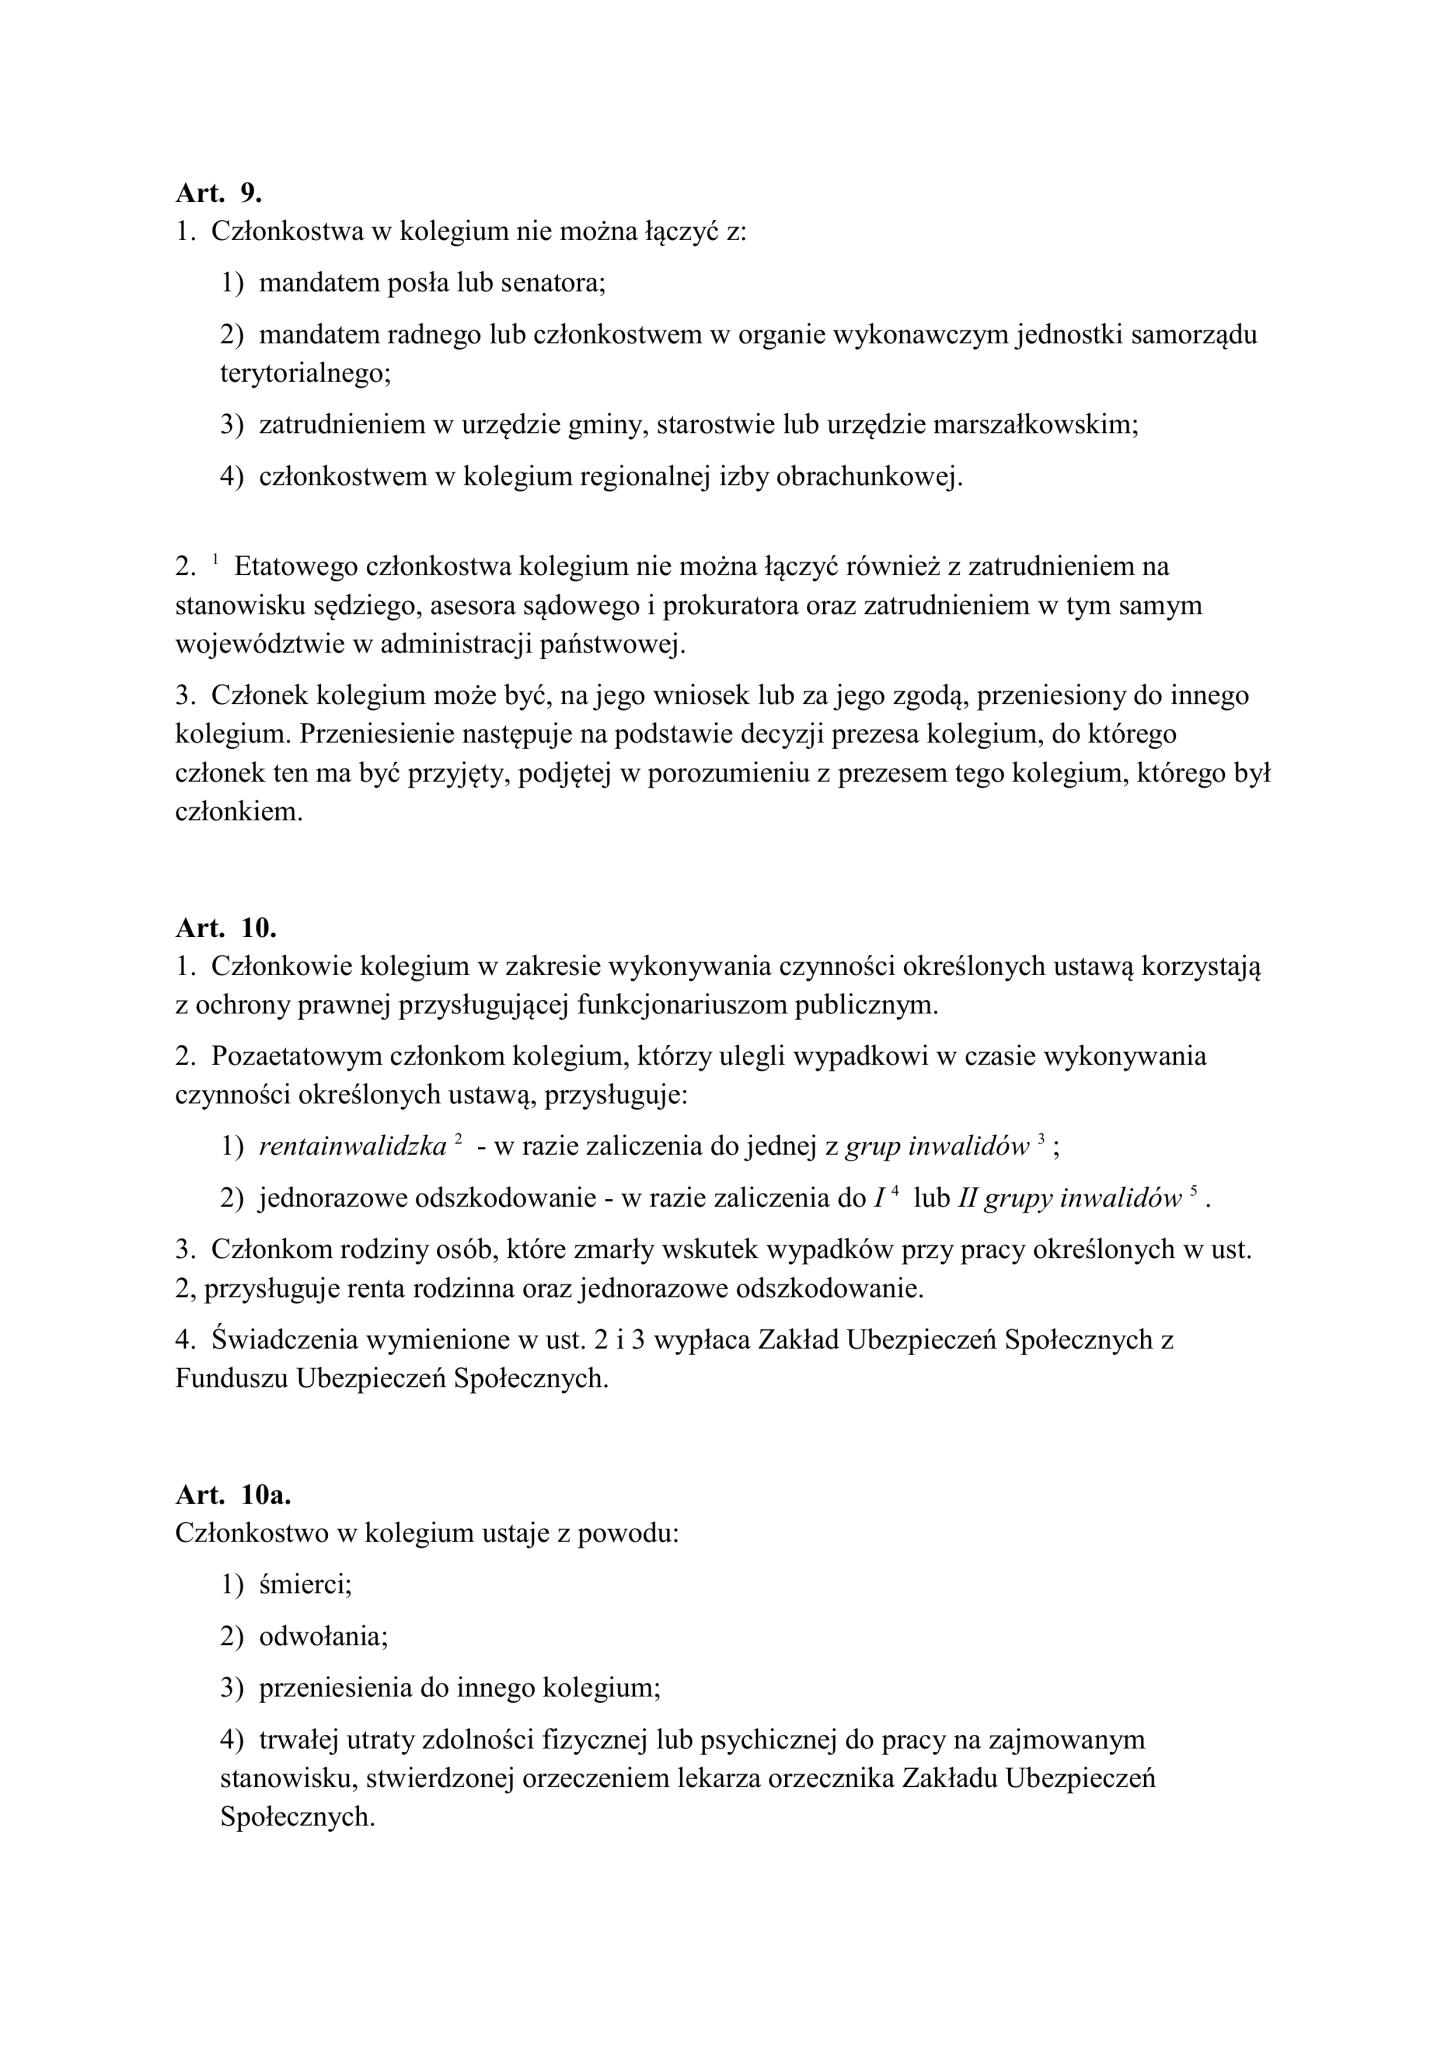 Art. 9.
1. Członkostwa w kolegium nie można łączyć z:
1) mandatem posła lub senatora;
2) mandatem radnego lub członkostwem w organie wykonawczym jednostki samorządu
terytorialnego;
3) zatrudnieniem w urzędzie gminy, starostwie lub urzędzie marszałkowskim;
4) członkostwem w kolegium regionalnej izby obrachunkowej.
2. 1 Etatowego członkostwa kolegium nie można łączyć również z zatrudnieniem na
stanowisku sędziego, asesora sądowego i prokuratora oraz zatrudnieniem w tym samym
województwie w administracji państwowej.
3. Członek kolegium może być, na jego wniosek lub za jego zgodą, przeniesiony do innego
kolegium. Przeniesienie następuje na podstawie decyzji prezesa kolegium, do którego
członek ten ma być przyjęty, podjętej w porozumieniu z prezesem tego kolegium, którego był
członkiem.
Art. 10.
1. Członkowie kolegium w zakresie wykonywania czynności określonych ustawą korzystają
z ochrony prawnej przysługującej funkcjonariuszom publicznym.
2. Pozaetatowym członkom kolegium, którzy ulegli wypadkowi w czasie wykonywania
czynności określonych ustawą, przysługuje:
1) rentainwalidzka 2 - w razie zaliczenia do jednej z grup inwalidów 3 ;
2) jednorazowe odszkodowanie - w razie zaliczenia do I 4 lub II grupy inwalidów 5 .
3. Członkom rodziny osób, które zmarły wskutek wypadków przy pracy określonych w ust.
2, przysługuje renta rodzinna oraz jednorazowe odszkodowanie.
4. Świadczenia wymienione w ust. 2 i 3 wypłaca Zakład Ubezpieczeń Społecznych z
Funduszu Ubezpieczeń Społecznych.
Art. 10a.
Członkostwo w kolegium ustaje z powodu:
1) śmierci;
2) odwołania;
3) przeniesienia do innego kolegium;
4) trwałej utraty zdolności fizycznej lub psychicznej do pracy na zajmowanym
stanowisku, stwierdzonej orzeczeniem lekarza orzecznika Zakładu Ubezpieczeń
Społecznych.